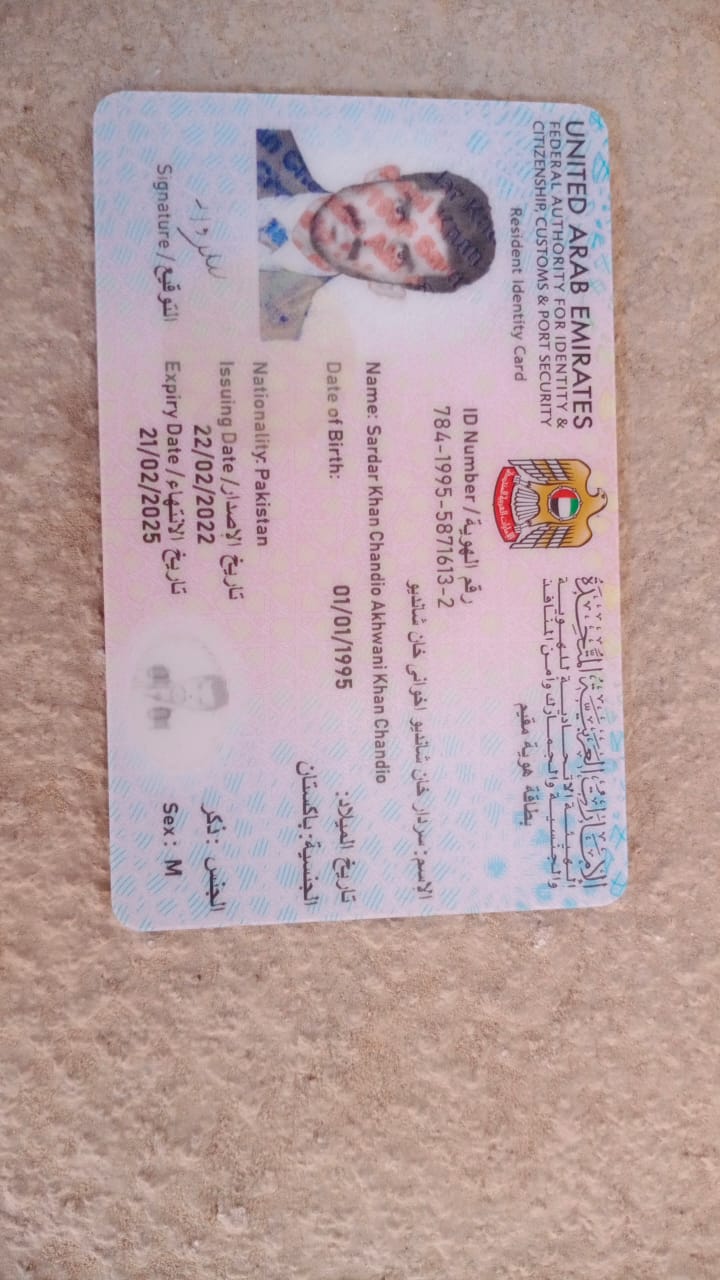 UNITED ARAB EMIRATES
FEDERAL AUTHORITY FOR IDENTITY &
CITIZENSHIP, CUSTOMS & PORT SECURITY
Resident Identity Card
الإمارات العربية المتحدة
الهيئة الاتحادية للهوية
والجنسية والجمارك وأمن المنافذ
بطاقة هوية مقيم
ID Number / رقم الهوية
784-1995-5871613-2
الاسم: سردار خان شانديو اخوانى خان شانديو
Name: Sardar Khan Chandio Akhwani Khan Chandio
Date of Birth: 01/01/1995 تاريخ الميلاد:
Nationality: Pakistan الجنسية: باكستان
Issuing Date / تاريخ الإصدار
22/02/2022
Expiry Date / تاريخ الانتهاء
21/02/2025
الجنس: ذكر
Sex: M
Signature / التوقيع